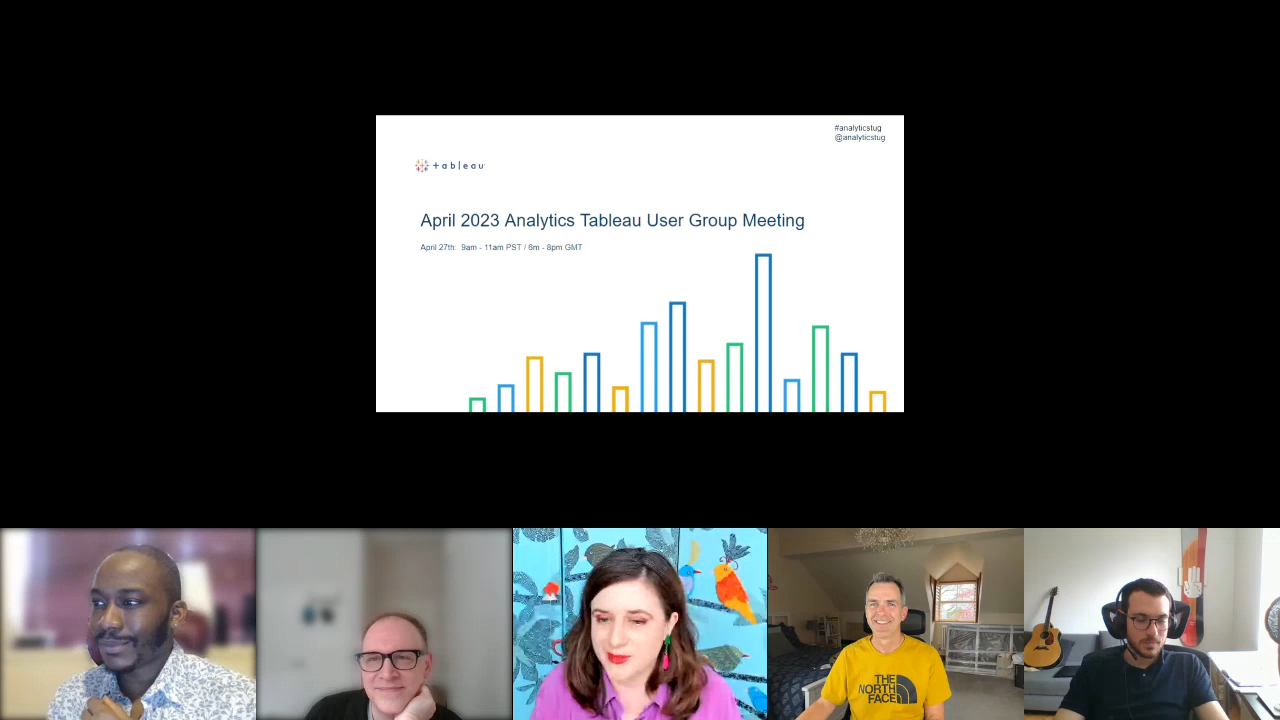 #analyticstug
@analyticstug
+ a b l e a u
April 2023 Analytics Tableau User Group Meeting
April 27th: 9am - 11am PST / 6m - 8pm GMT
THE
NORTH
FACE